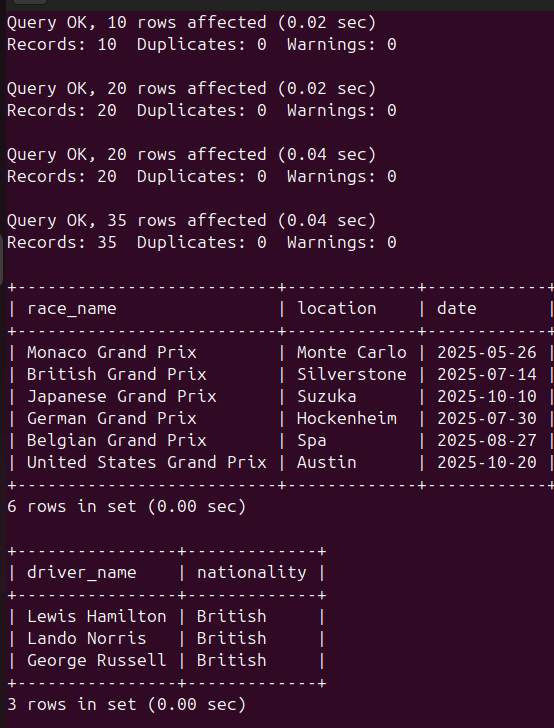 Query OK, 10 rows affected (0.02 sec)
Records: 10  Duplicates: 0  Warnings: 0

Query OK, 20 rows affected (0.02 sec)
Records: 20  Duplicates: 0  Warnings: 0

Query OK, 20 rows affected (0.04 sec)
Records: 20  Duplicates: 0  Warnings: 0

Query OK, 35 rows affected (0.04 sec)
Records: 35  Duplicates: 0  Warnings: 0

+--------------------------+-------------+------------+
| race_name                | location    | date       |
+--------------------------+-------------+------------+
| Monaco Grand Prix        | Monte Carlo | 2025-05-26 |
| British Grand Prix       | Silverstone | 2025-07-14 |
| Japanese Grand Prix      | Suzuka      | 2025-10-10 |
| German Grand Prix        | Hockenheim  | 2025-07-30 |
| Belgian Grand Prix       | Spa         | 2025-08-27 |
| United States Grand Prix | Austin      | 2025-10-20 |
+--------------------------+-------------+------------+
6 rows in set (0.00 sec)

+----------------+-------------+
| driver_name    | nationality |
+----------------+-------------+
| Lewis Hamilton | British     |
| Lando Norris   | British     |
| George Russell | British     |
+----------------+-------------+
3 rows in set (0.00 sec)